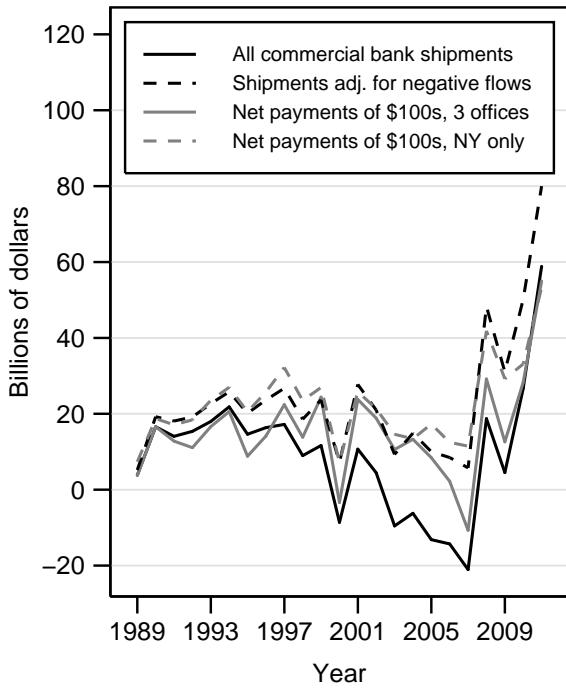 120
100
80
60
40
20
0
−20
Billions of dollars
All commercial bank shipments
Shipments adj. for negative flows
Net payments of $100s, 3 offices
Net payments of $100s, NY only
1989 1993 1997 2001 2005 2009
Year